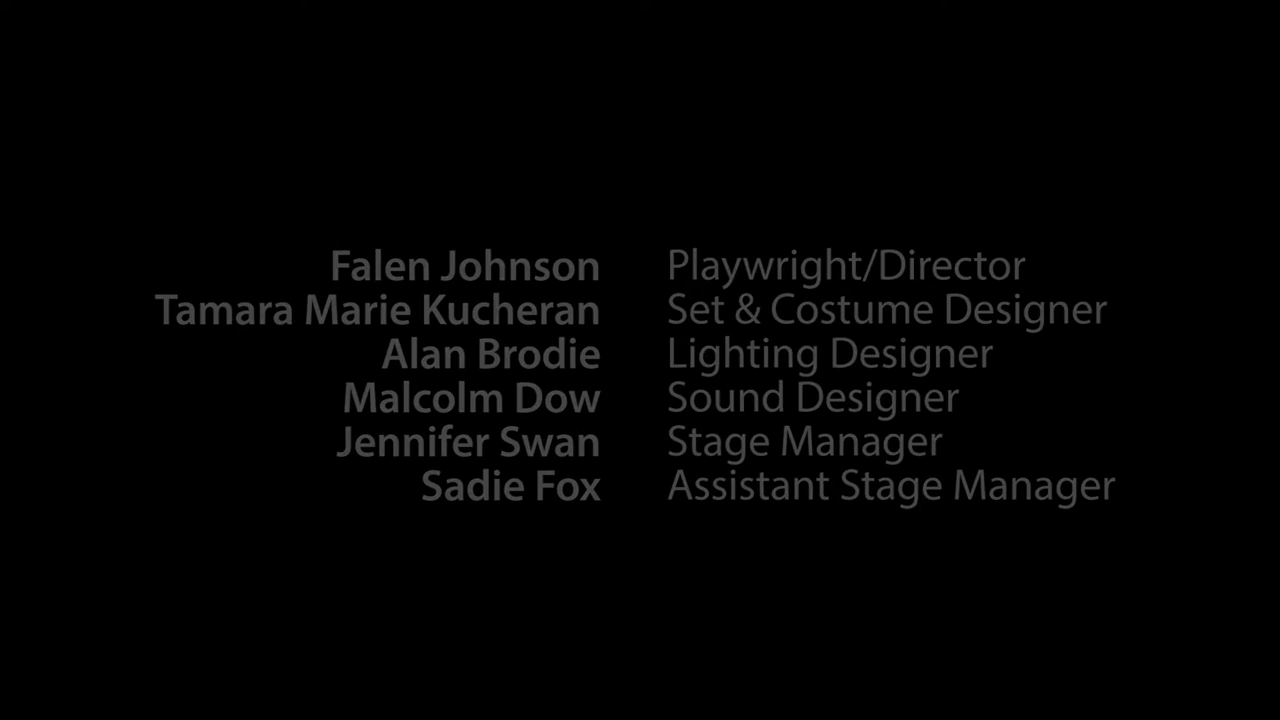 Falen Johnson Playwright/Director
Tamara Marie Kucheran Set & Costume Designer
Alan Brodie Lighting Designer
Malcolm Dow Sound Designer
Jennifer Swan Stage Manager
Sadie Fox Assistant Stage Manager